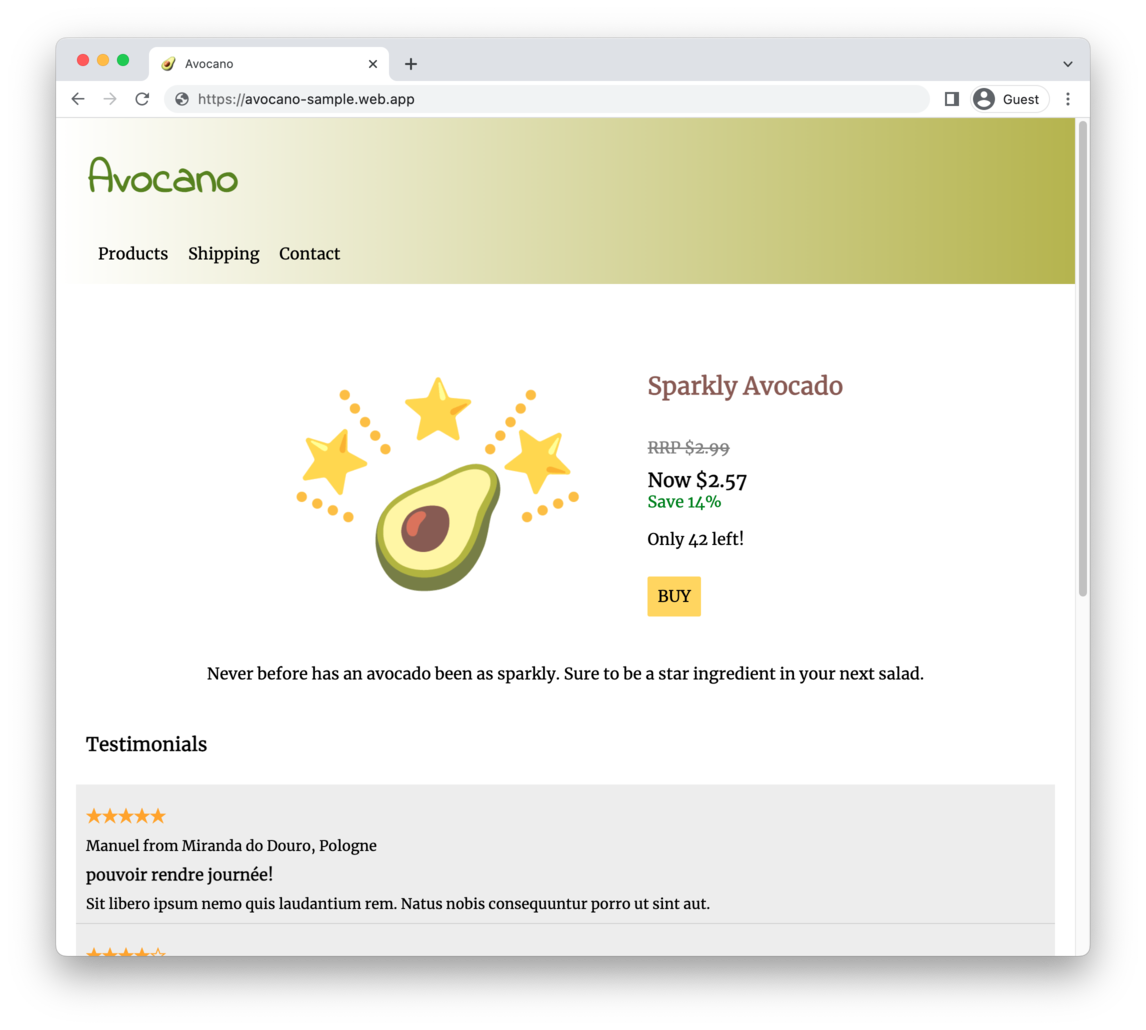 Avocano
https://avocano-sample.web.app
Guest
Avocano
Products Shipping Contact
Sparkly Avocado
RRP $2.99
Now $2.57
Save 14%
Only 42 left!
BUY
Never before has an avocado been as sparkly. Sure to be a star ingredient in your next salad.
Testimonials
★★★★★
Manuel from Miranda do Douro, Pologne
pouvoir rendre journée!
Sit libero ipsum nemo quis laudantium rem. Natus nobis consequuntur porro ut sint aut.
★★★★☆